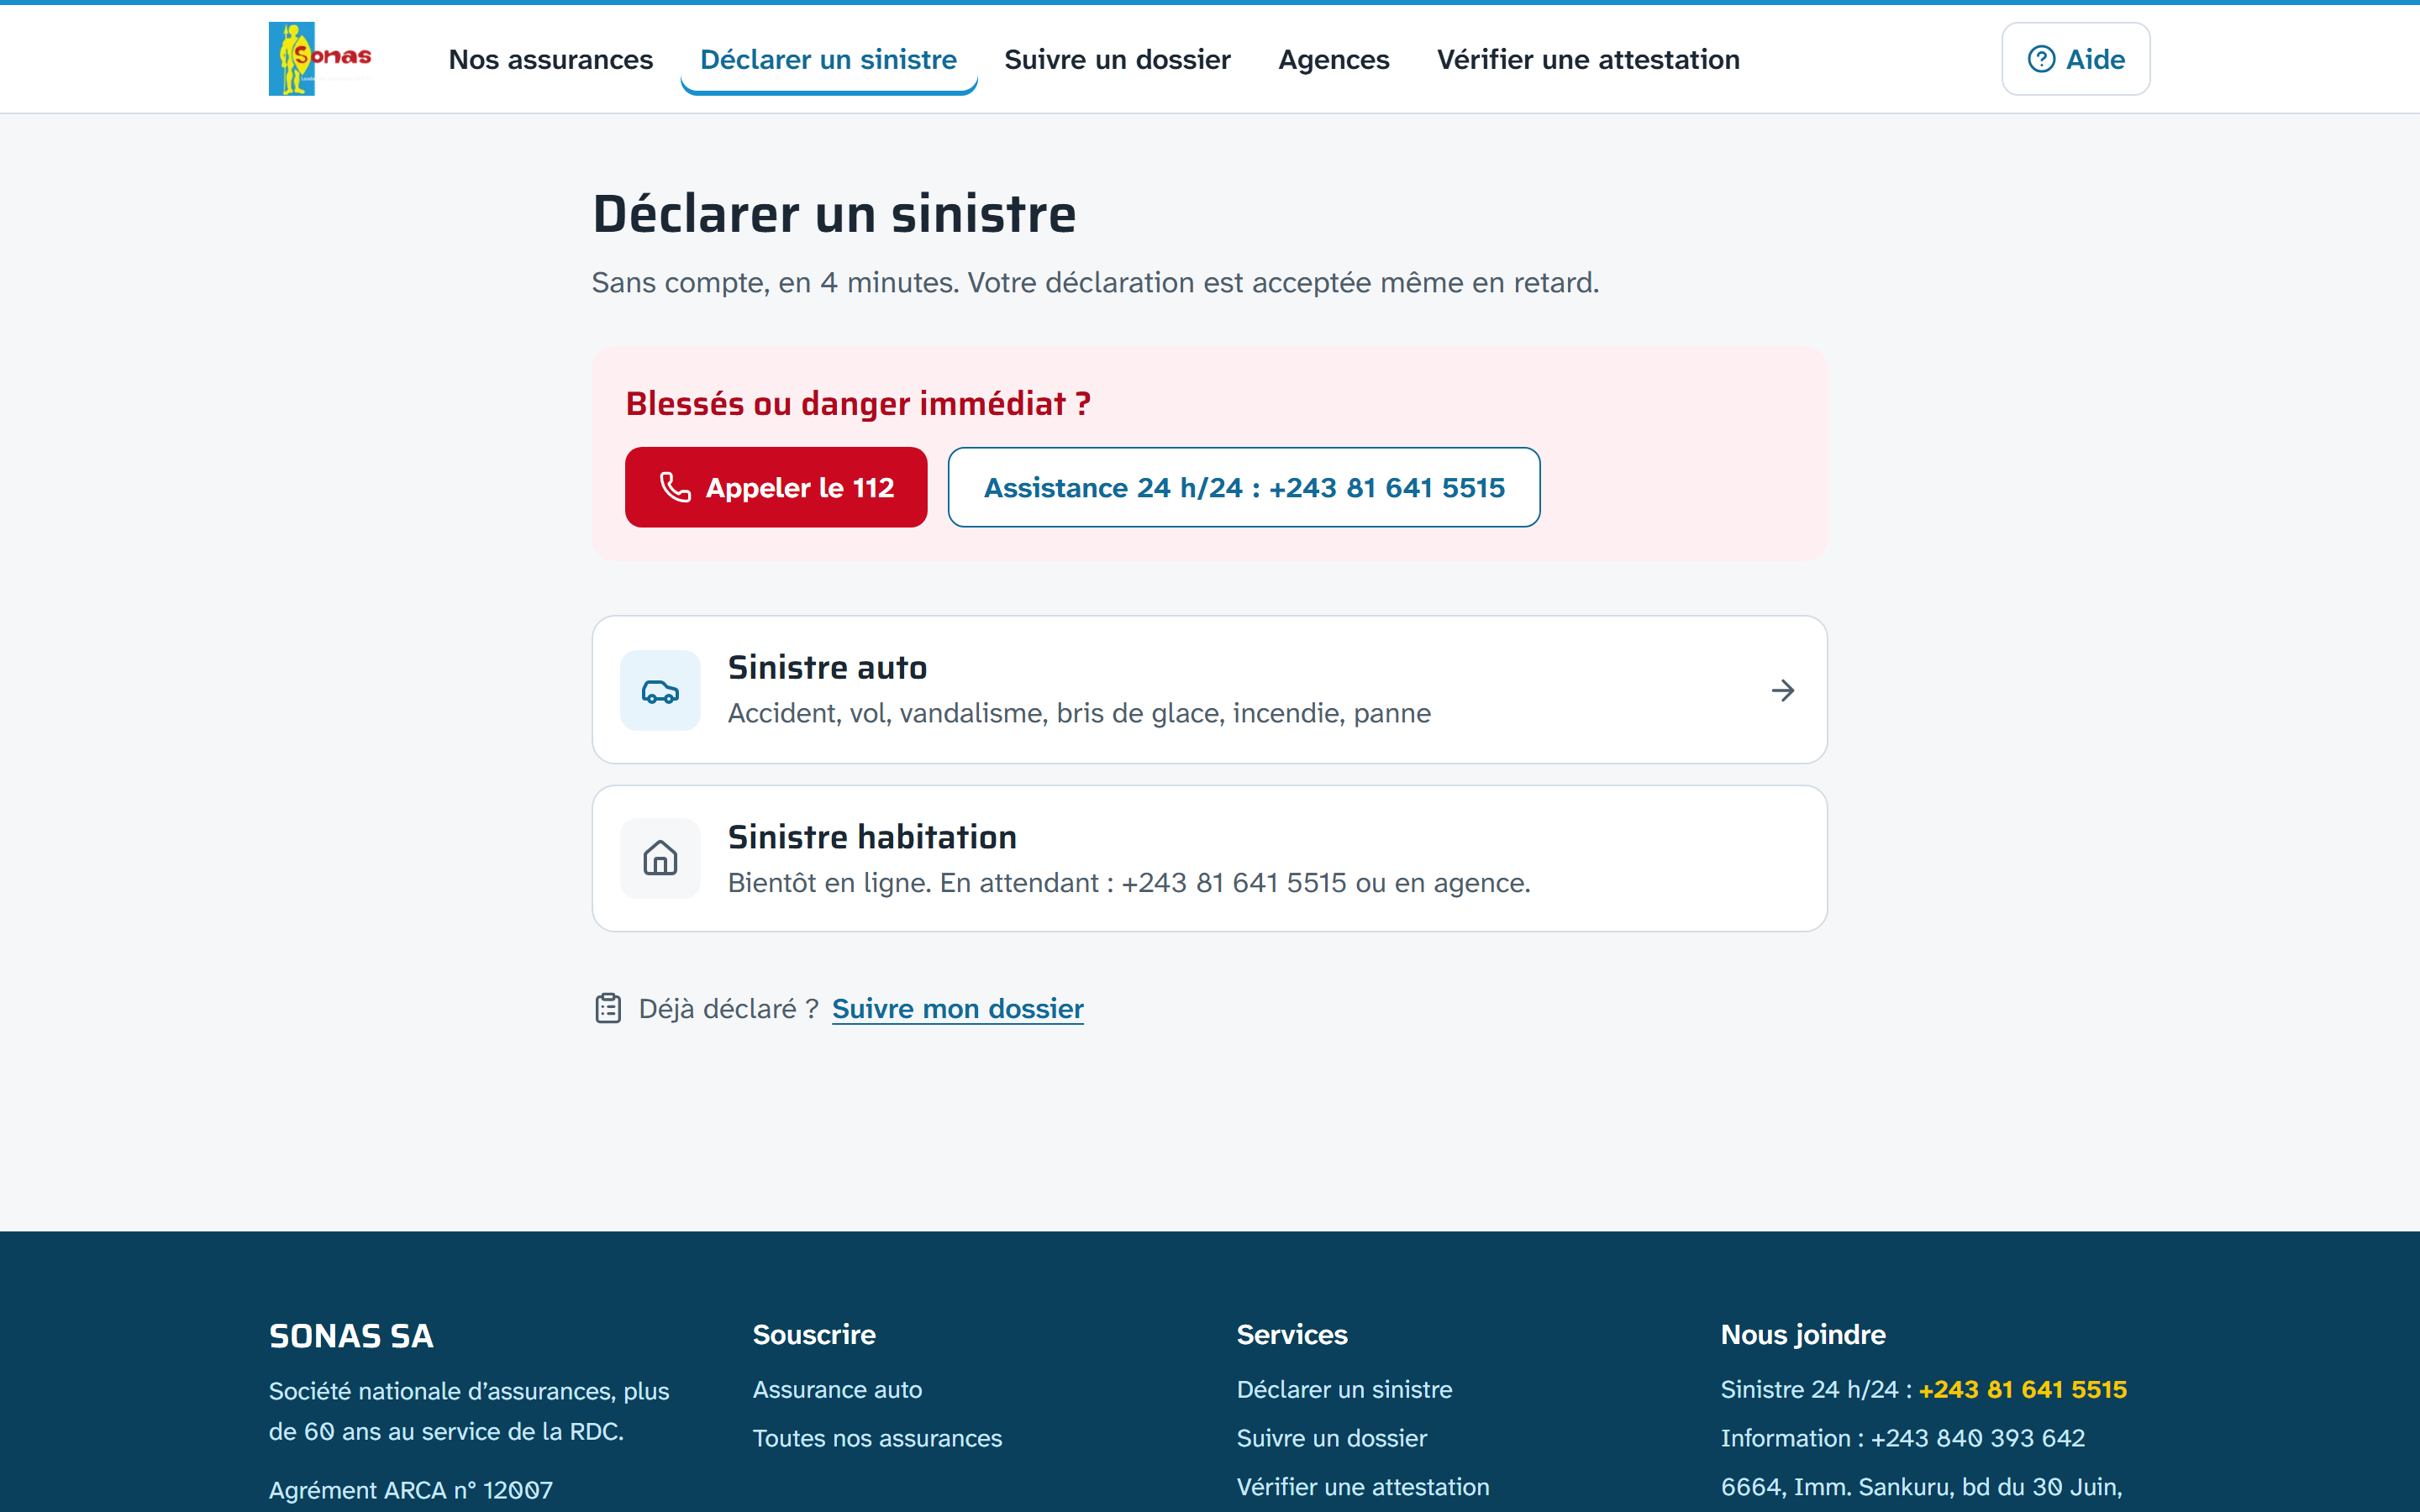 Sonas
Nos assurances
Déclarer un sinistre
Suivre un dossier
Agences
Vérifier une attestation
Aide
Déclarer un sinistre
Sans compte, en 4 minutes. Votre déclaration est acceptée même en retard.
Blessés ou danger immédiat ?
Appeler le 112
Assistance 24 h/24 : +243 81 641 5515
Sinistre auto
Accident, vol, vandalisme, bris de glace, incendie, panne
Sinistre habitation
Bientôt en ligne. En attendant : +243 81 641 5515 ou en agence.
Déjà déclaré ? Suivre mon dossier
SONAS SA
Société nationale d’assurances, plus
de 60 ans au service de la RDC.
Agrément ARCA n° 12007
Souscrire
Assurance auto
Toutes nos assurances
Services
Déclarer un sinistre
Suivre un dossier
Vérifier une attestation
Nous joindre
Sinistre 24 h/24 : +243 81 641 5515
Information : +243 840 393 642
6664, Imm. Sankuru, bd du 30 Juin,